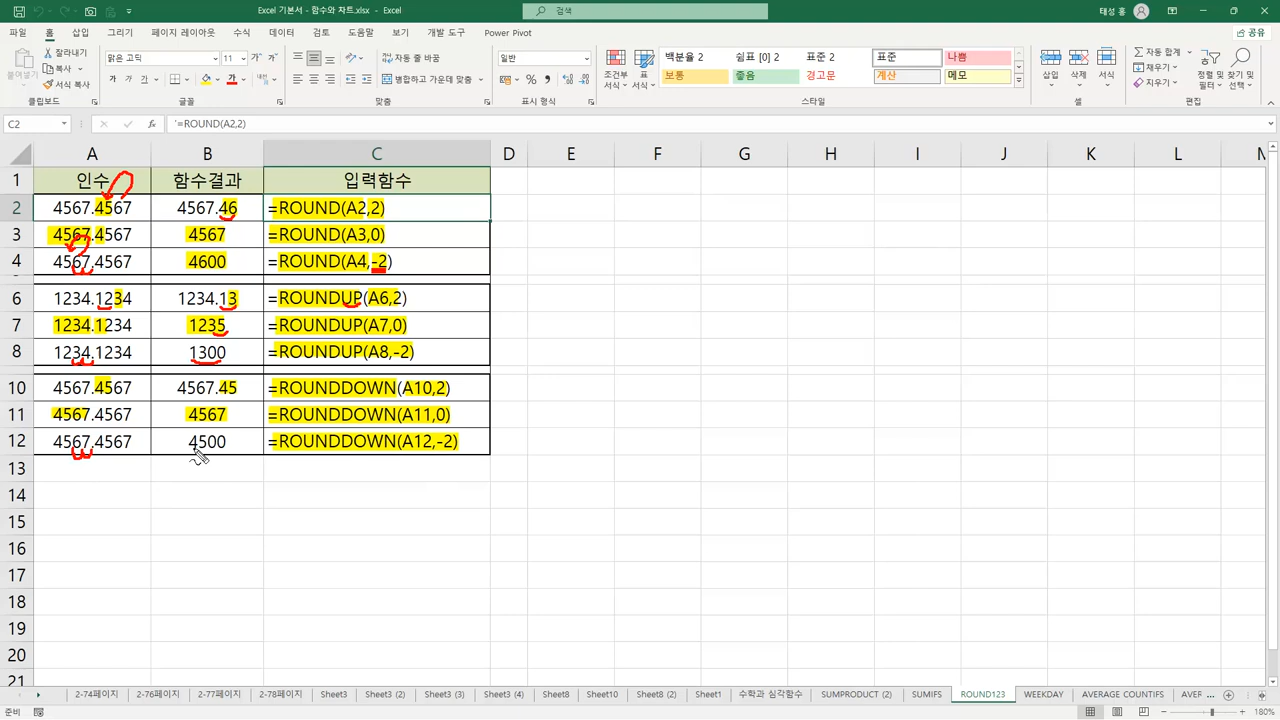 Excel 기본서 - 함수와 차트.xlsx - Excel
검색
태성 홍
파일 홈 삽입 그리기 페이지 레이아웃 수식 데이터 검토 도움말 보기 개발 도구 Power Pivot
공유
붙여넣기
잘라내기
복사
서식 복사
클립보드
맑은 고딕 11
가 가 가
글꼴
자동 줄 바꿈
병합하고 가운데 맞춤
맞춤
일반
표시 형식
조건부 서식
표 서식
백분율 2 쉼표 [0] 2 표준 2 표준 나쁨
보통 좋음 경고문 계산 메모
스타일
삽입 삭제 서식
셀
자동 합계
채우기
지우기
정렬 및 필터
찾기 및 선택
편집
C2 fx '=ROUND(A2,2)
A B C D E F G H I J K L M
1 인수 함수결과 입력함수
2 4567.4567 4567.46 =ROUND(A2,2)
3 4567.4567 4567 =ROUND(A3,0)
4 4567.4567 4600 =ROUND(A4,-2)
6 1234.1234 1234.13 =ROUNDUP(A6,2)
7 1234.1234 1235 =ROUNDUP(A7,0)
8 1234.1234 1300 =ROUNDUP(A8,-2)
10 4567.4567 4567.45 =ROUNDDOWN(A10,2)
11 4567.4567 4567 =ROUNDDOWN(A11,0)
12 4567.4567 4500 =ROUNDDOWN(A12,-2)
13
14
15
16
17
18
19
20
21
2-74페이지 2-76페이지 2-77페이지 2-78페이지 Sheet3 Sheet3 (2) Sheet3 (3) Sheet3 (4) Sheet8 Sheet10 Sheet8 (2) Sheet1 수학과 삼각함수 SUMPRODUCT (2) SUMIFS ROUND123 WEEKDAY AVERAGE COUNTIFS AVER ...
준비
180%